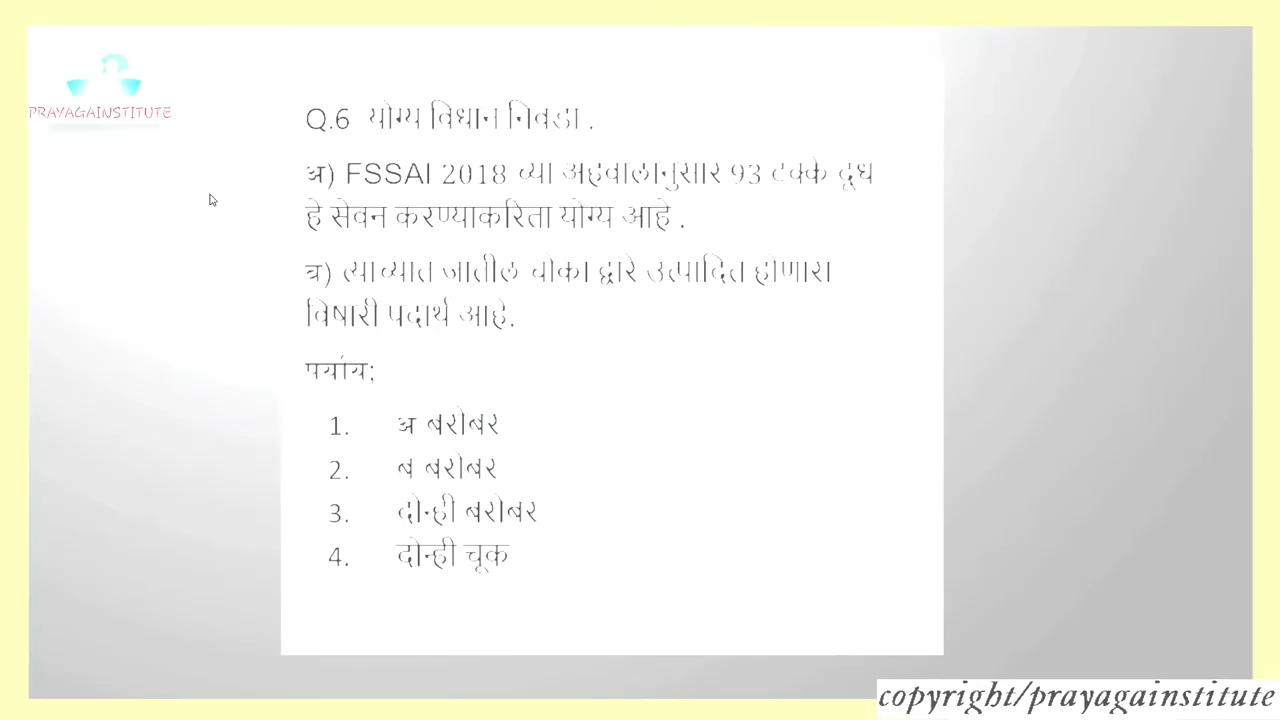 PRAYAGAINSTITUTE
Q.6 योग्य विधान निवडा .
अ) FSSAI 2018 च्या अहवालानुसार 93 टक्के दूध
हे सेवन करण्याकरिता योग्य आहे .
त्र) त्याच्यात जातील द्वारे उत्पादित होणारा
विषारी पदार्थ आहे.
पर्याय:
1. अ बरोबर
2. ब बरोबर
3. दोन्ही बरोबर
4. दोन्ही चूक
copyright/prayagainstitute